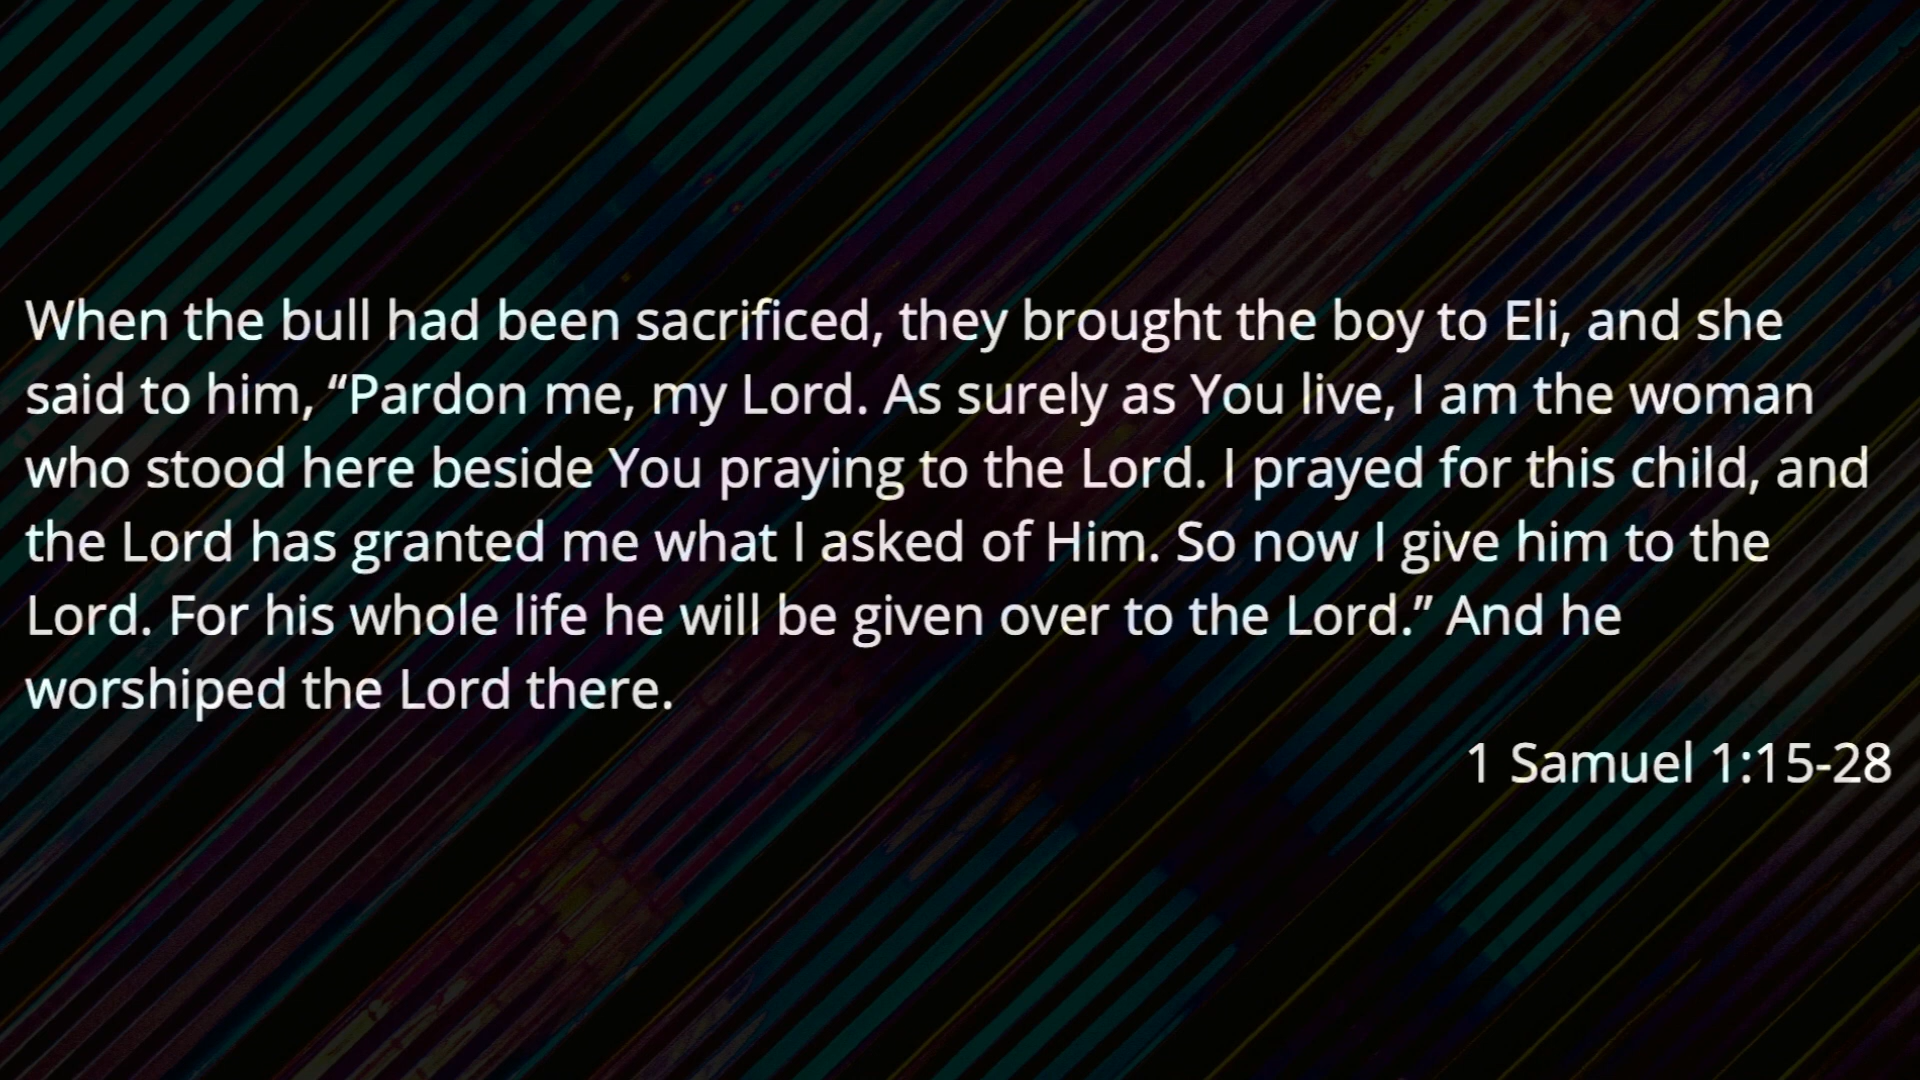 When the bull had been sacrificed, they brought the boy to Eli, and she
said to him, “Pardon me, my Lord. As surely as You live, I am the woman
who stood here beside You praying to the Lord. I prayed for this child, and
the Lord has granted me what I asked of Him. So now I give him to the
Lord. For his whole life he will be given over to the Lord.” And he
worshiped the Lord there.
1 Samuel 1:15-28